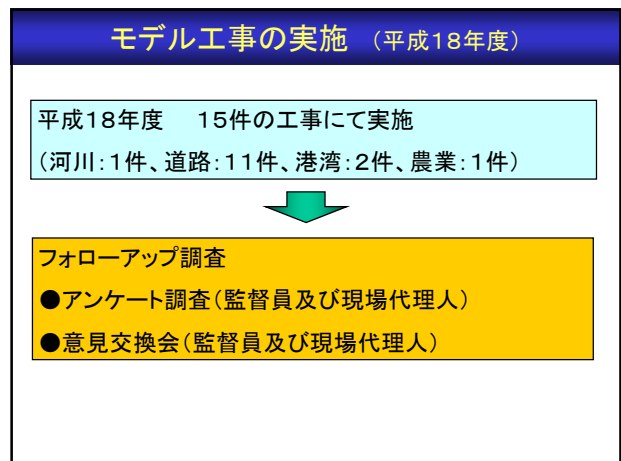 モデル工事の実施 （平成１８年度）
平成１８年度　　１５件の工事にて実施
（河川：１件、道路：１１件、港湾：２件、農業：１件）
フォローアップ調査
●アンケート調査（監督員及び現場代理人）
●意見交換会（監督員及び現場代理人）